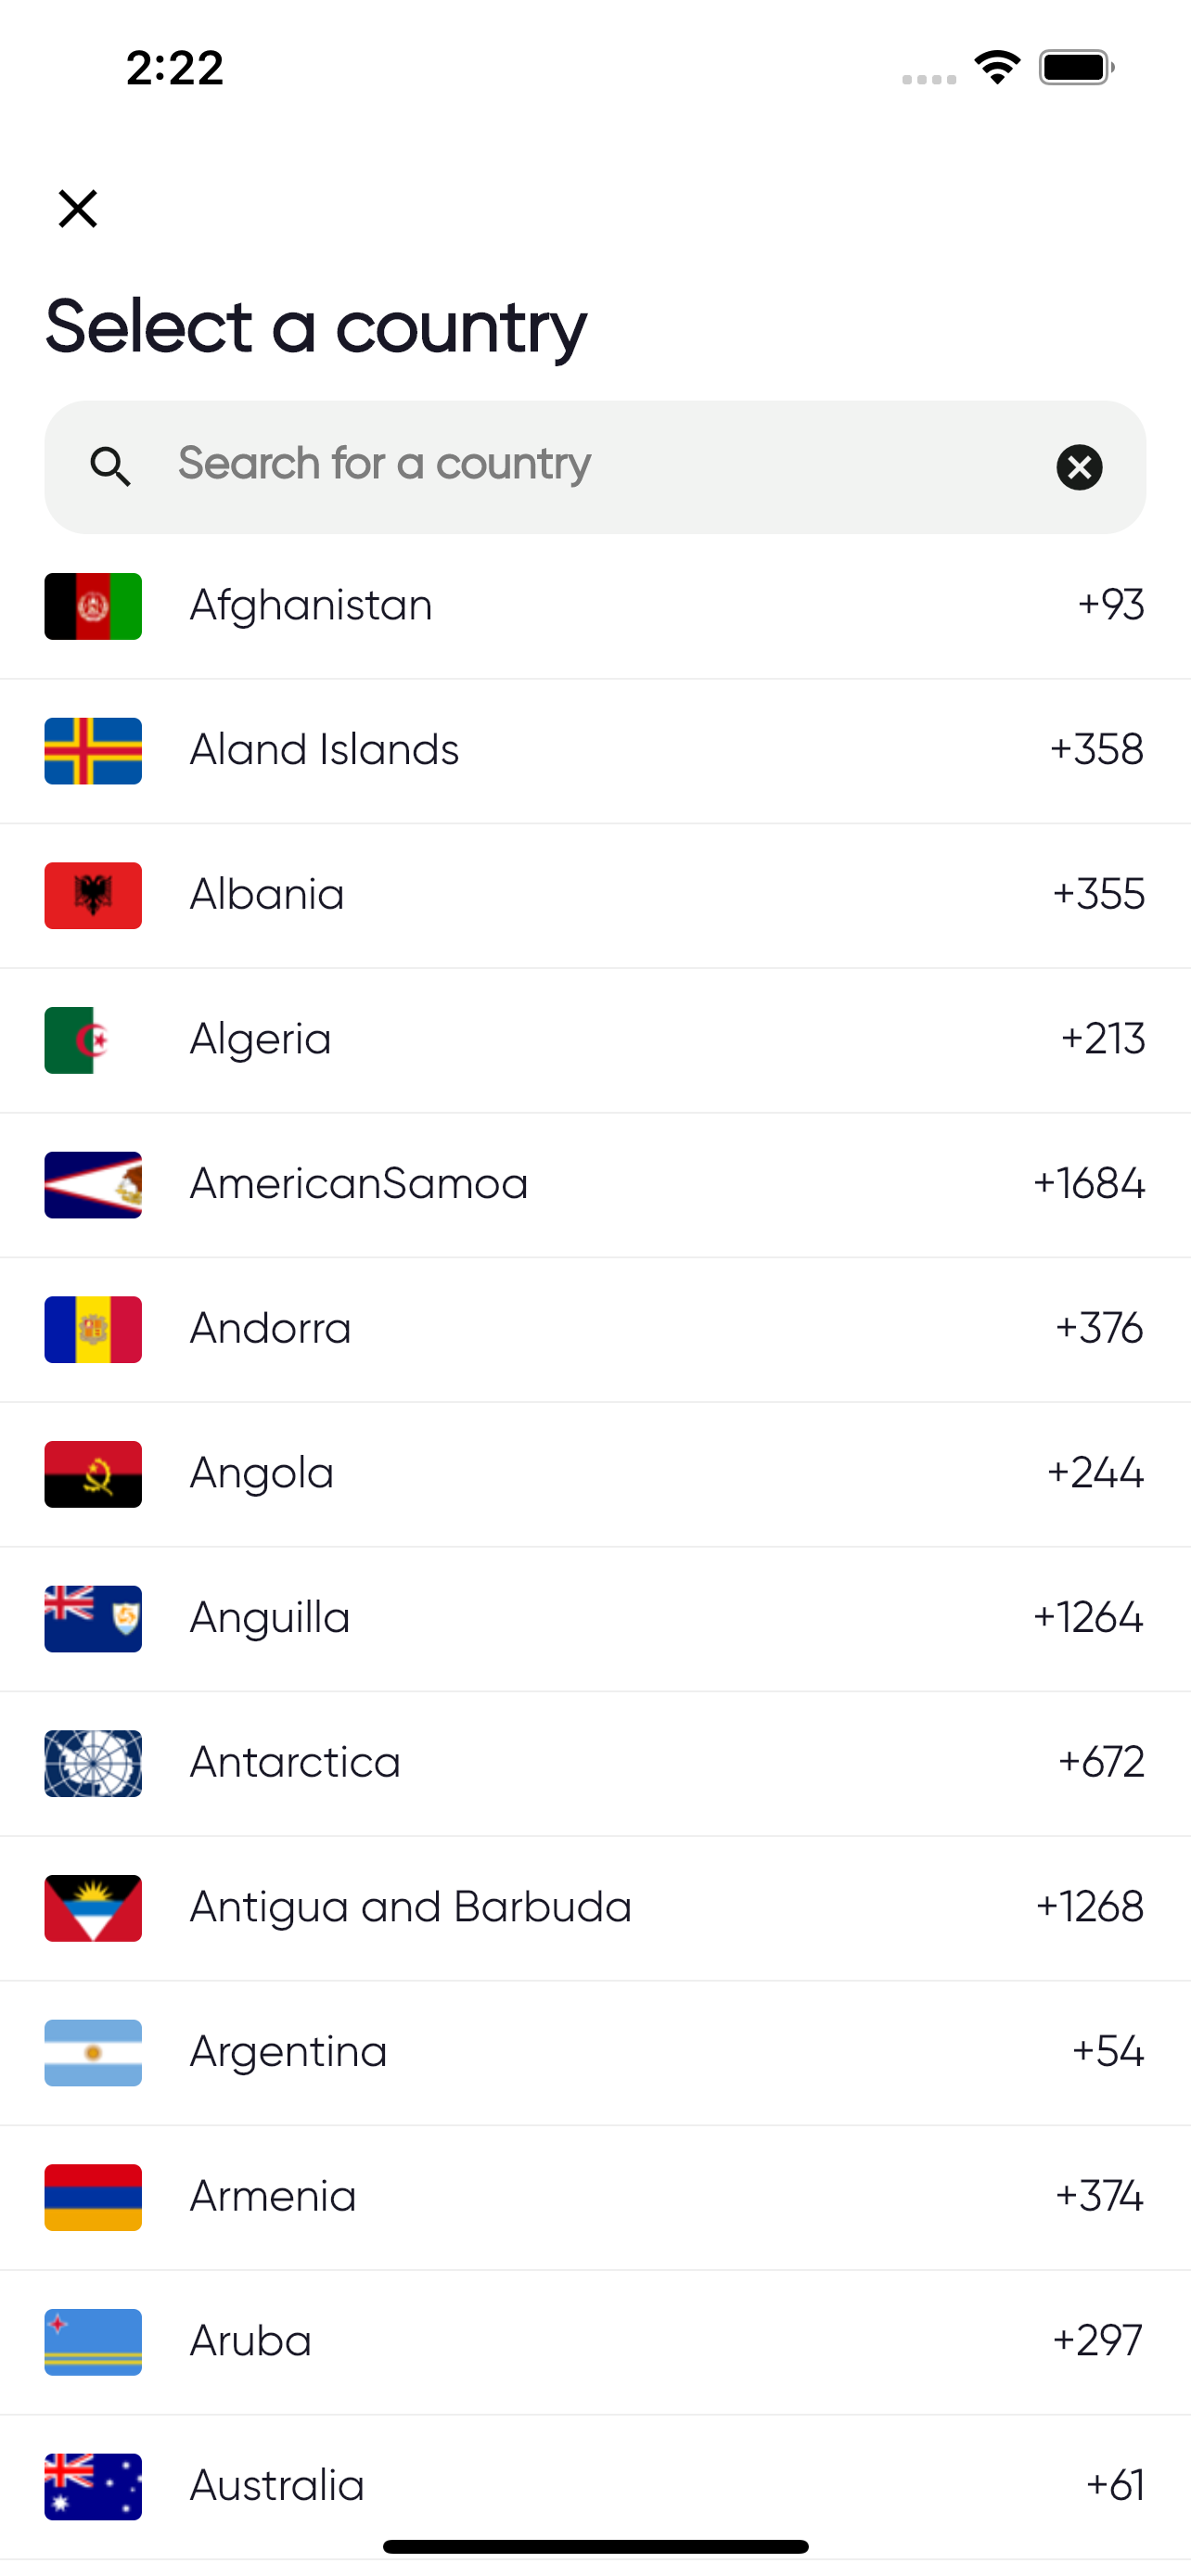 2:22
Select a country
Search for a country
Afghanistan +93
Aland Islands +358
Albania +355
Algeria +213
AmericanSamoa +1684
Andorra +376
Angola +244
Anguilla +1264
Antarctica +672
Antigua and Barbuda +1268
Argentina +54
Armenia +374
Aruba +297
Australia +61